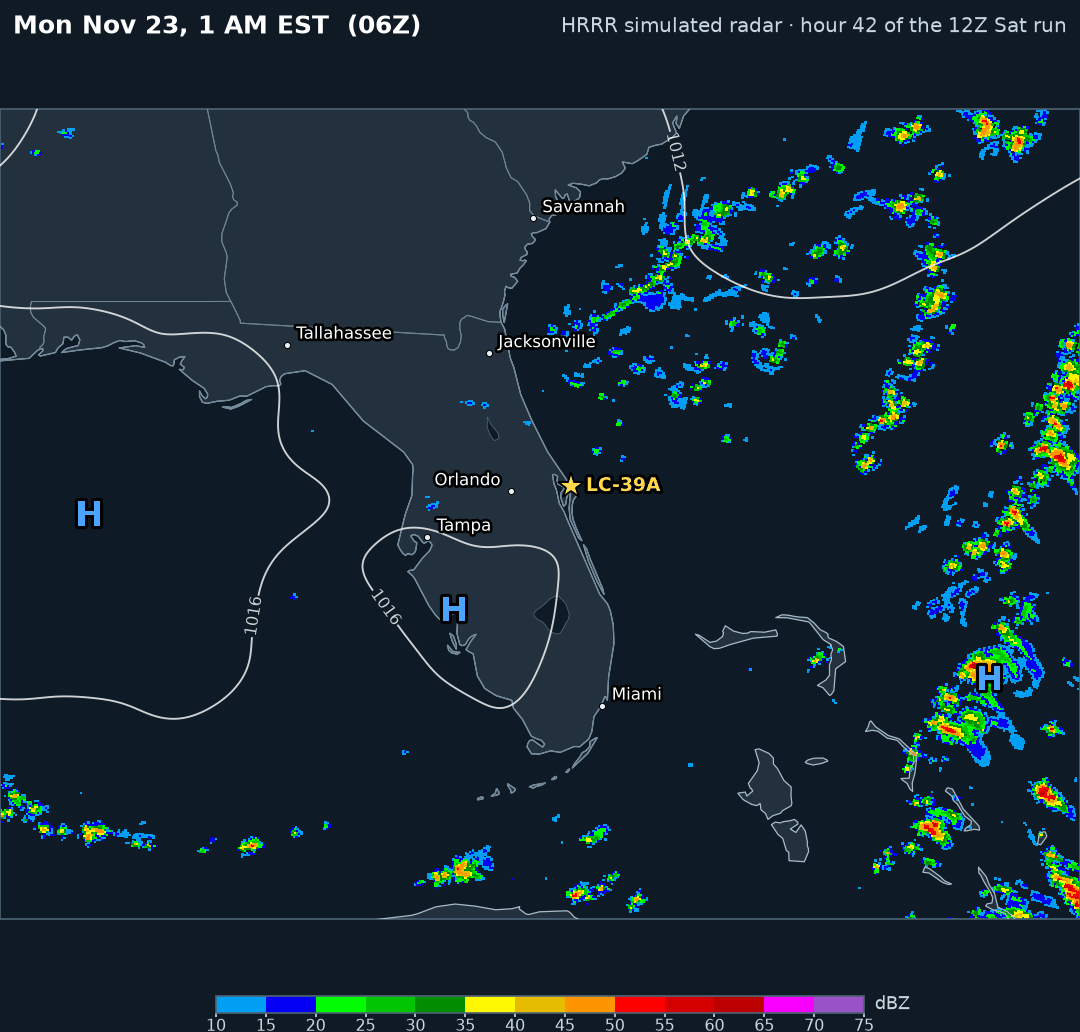 Mon Nov 23, 1 AM EST (06Z)
HRRR simulated radar · hour 42 of the 12Z Sat run
1012
Savannah
Tallahassee
Jacksonville
Orlando
LC-39A
H
Tampa
1016
1016
H
H
Miami
10 15 20 25 30 35 40 45 50 55 60 65 70 75
dBZ